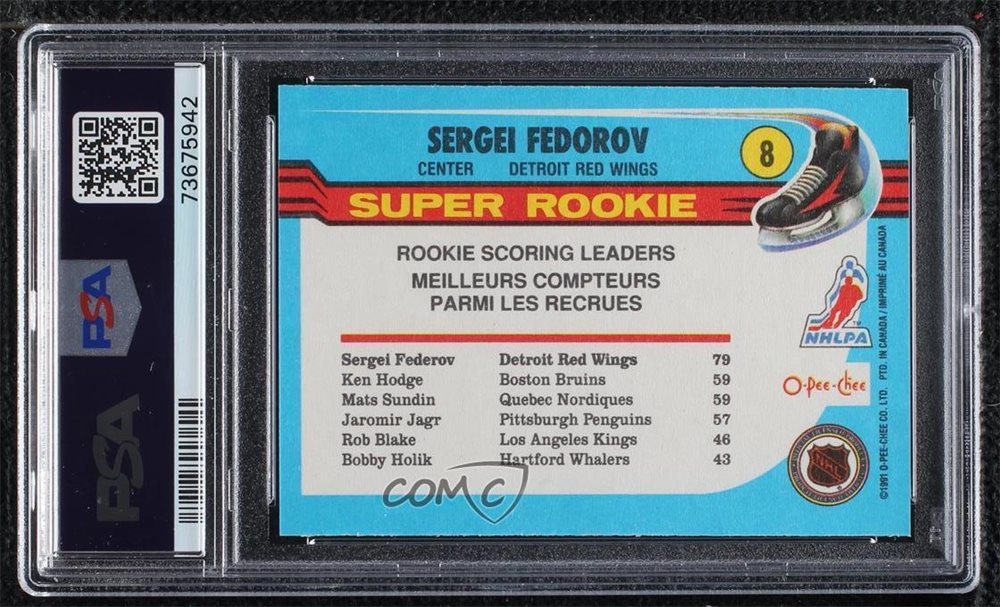 73675942
PSA
PSA
SERGEI FEDOROV
8
CENTER DETROIT RED WINGS
SUPER ROOKIE
ROOKIE SCORING LEADERS
MEILLEURS COMPTEURS
PARMI LES RECRUES
Sergei Federov Detroit Red Wings 79
Ken Hodge Boston Bruins 59
Mats Sundin Quebec Nordiques 59
Jaromir Jagr Pittsburgh Penguins 57
Rob Blake Los Angeles Kings 46
Bobby Holik Hartford Whalers 43
NHLPA
TM
O-Pee-Chee
NHL
©1991 O-PEE-CHEE CO. LTD. PTD. IN CANADA / IMPRIMÉ AU CANADA
COMC